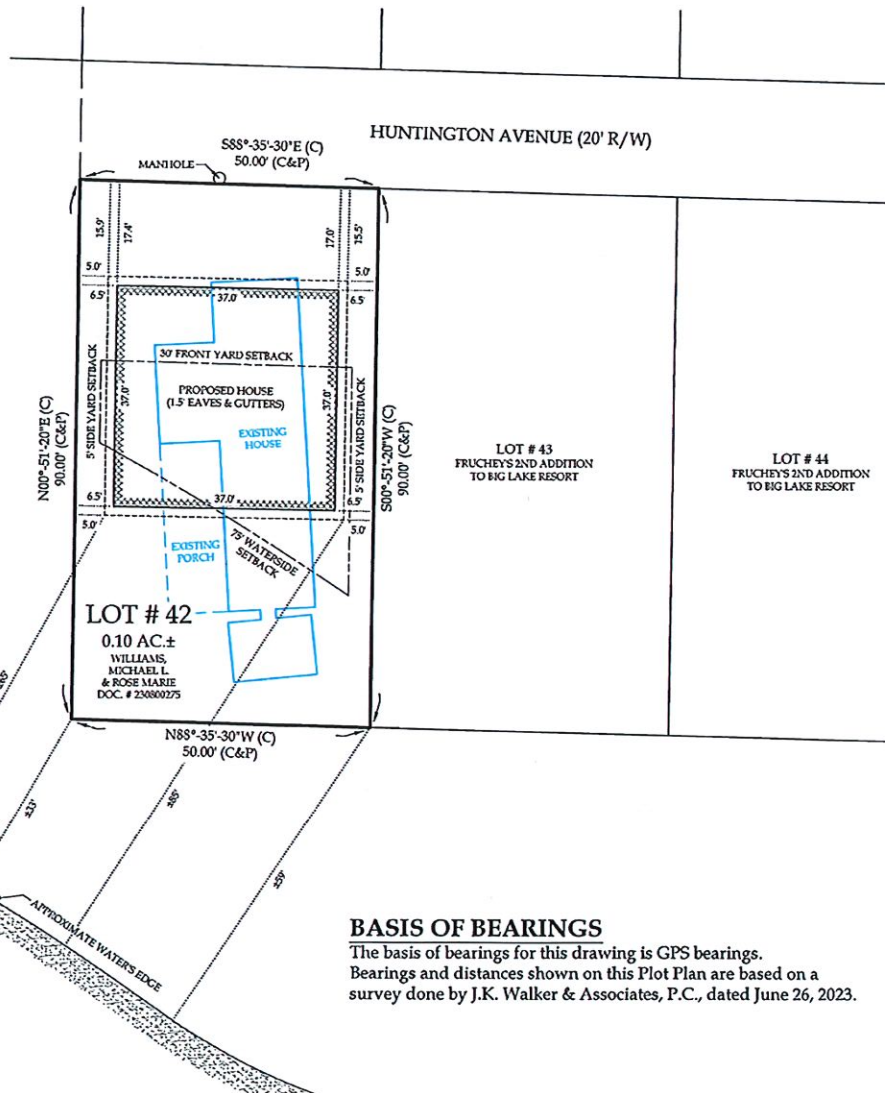 HUNTINGTON AVENUE (20' R/W)
S88°-35'-30"E (C)
50.00' (C&P)
MANHOLE
15.9'
17.4'
17.0'
15.5'
5.0'
5.0'
6.5'
37.0'
6.5'
30' FRONT YARD SETBACK
5' SIDE YARD SETBACK
37.0'
PROPOSED HOUSE
(1.5' EAVES & GUTTERS)
37.0'
5' SIDE YARD SETBACK
EXISTING
HOUSE
N00°-51'-20"E (C)
90.00' (C&P)
S00°-51'-20"W (C)
90.00' (C&P)
LOT # 43
FRUCHEY'S 2ND ADDITION
TO BIG LAKE RESORT
LOT # 44
FRUCHEY'S 2ND ADDITION
TO BIG LAKE RESORT
6.5'
37.0'
6.5'
5.0'
5.0'
EXISTING
PORCH
75' WATERSIDE
SETBACK
LOT # 42
0.10 AC.±
WILLIAMS,
MICHAEL L.
& ROSE MARIE
DOC. # 230800275
N88°-35'-30"W (C)
50.00' (C&P)
±33'
±85'
±59'
APPROXIMATE WATER'S EDGE
BASIS OF BEARINGS
The basis of bearings for this drawing is GPS bearings.
Bearings and distances shown on this Plot Plan are based on a
survey done by J.K. Walker & Associates, P.C., dated June 26, 2023.